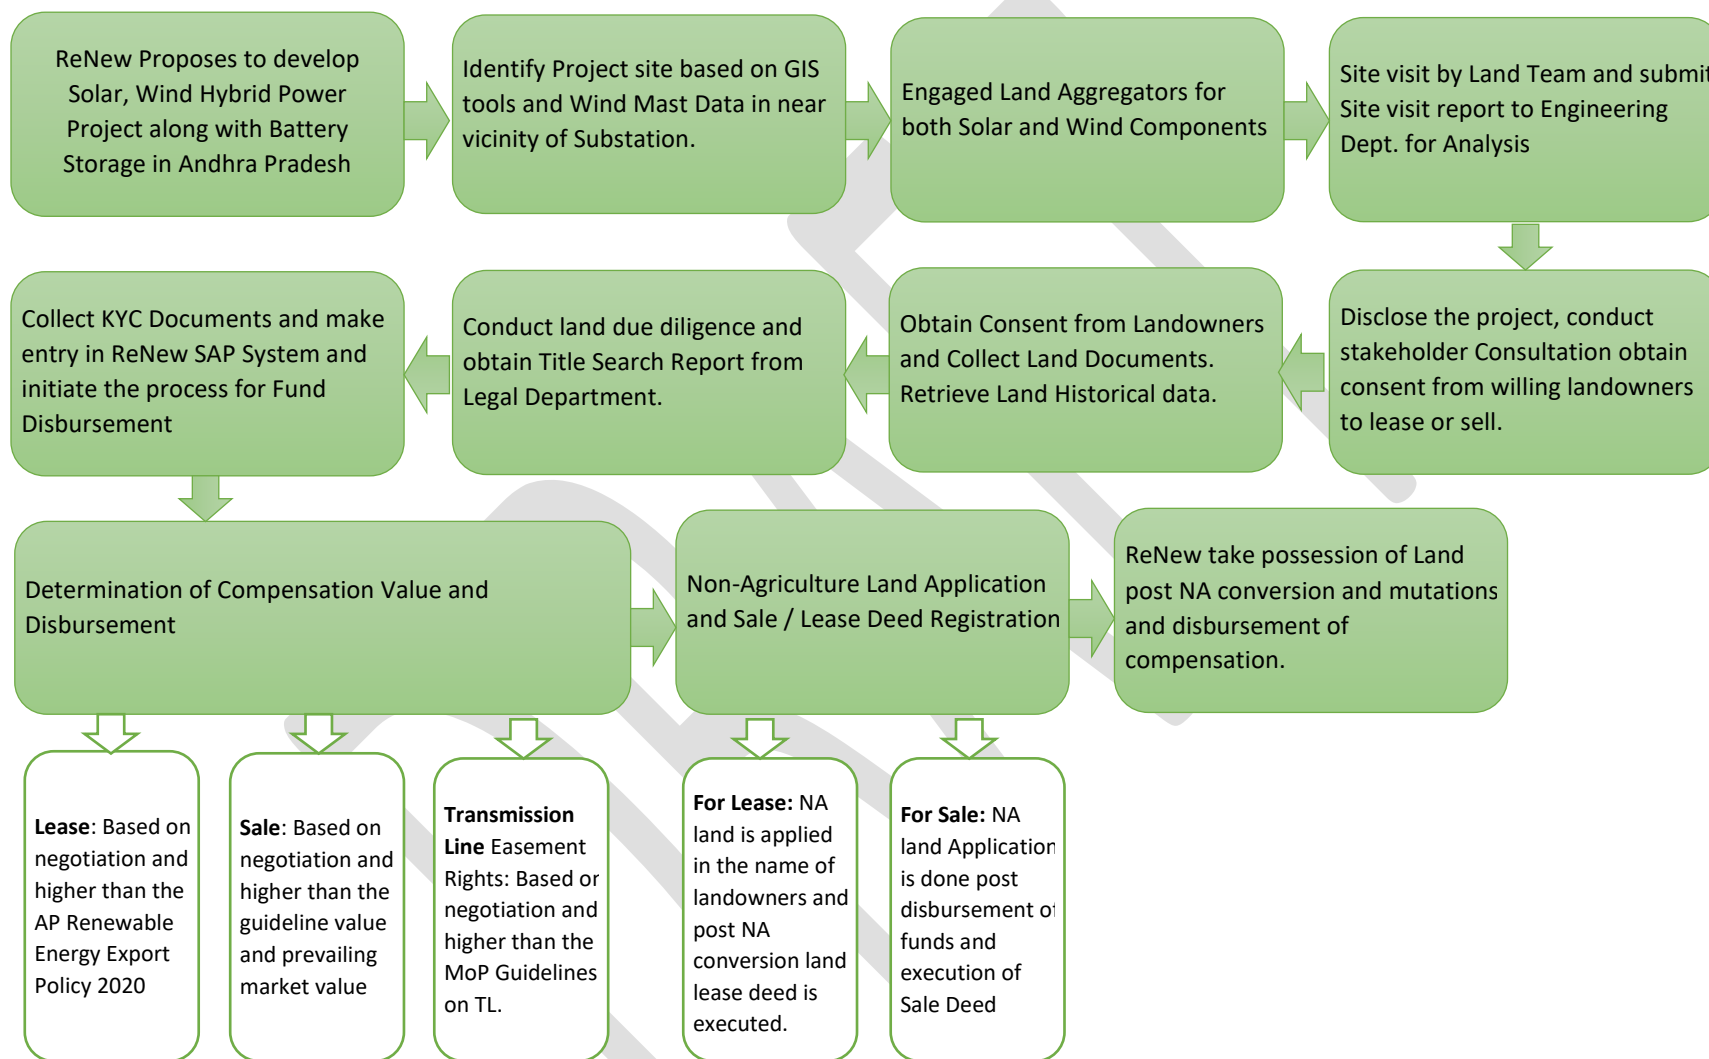 ReNew Proposes to develop
Solar, Wind Hybrid Power
Project along with Battery
Storage in Andhra Pradesh
Identify Project site based on GIS
tools and Wind Mast Data in near
vicinity of Substation.
Engaged Land Aggregators for
both Solar and Wind Components
Site visit by Land Team and submit
Site visit report to Engineering
Dept. for Analysis
Disclose the project, conduct
stakeholder Consultation obtain
consent from willing landowners
to lease or sell.
Obtain Consent from Landowners
and Collect Land Documents.
Retrieve Land Historical data.
Conduct land due diligence and
obtain Title Search Report from
Legal Department.
Collect KYC Documents and make
entry in ReNew SAP System and
initiate the process for Fund
Disbursement
Determination of Compensation Value and
Disbursement
Non-Agriculture Land Application
and Sale / Lease Deed Registration
ReNew take possession of Land
post NA conversion and mutations
and disbursement of
compensation.
Lease: Based on
negotiation and
higher than the
AP Renewable
Energy Export
Policy 2020
Sale: Based on
negotiation and
higher than the
guideline value
and prevailing
market value
Transmission
Line Easement
Rights: Based on
negotiation and
higher than the
MoP Guidelines
on TL.
For Lease: NA
land is applied
in the name of
landowners and
post NA
conversion land
lease deed is
executed.
For Sale: NA
land Application
is done post
disbursement of
funds and
execution of
Sale Deed
DRAFT